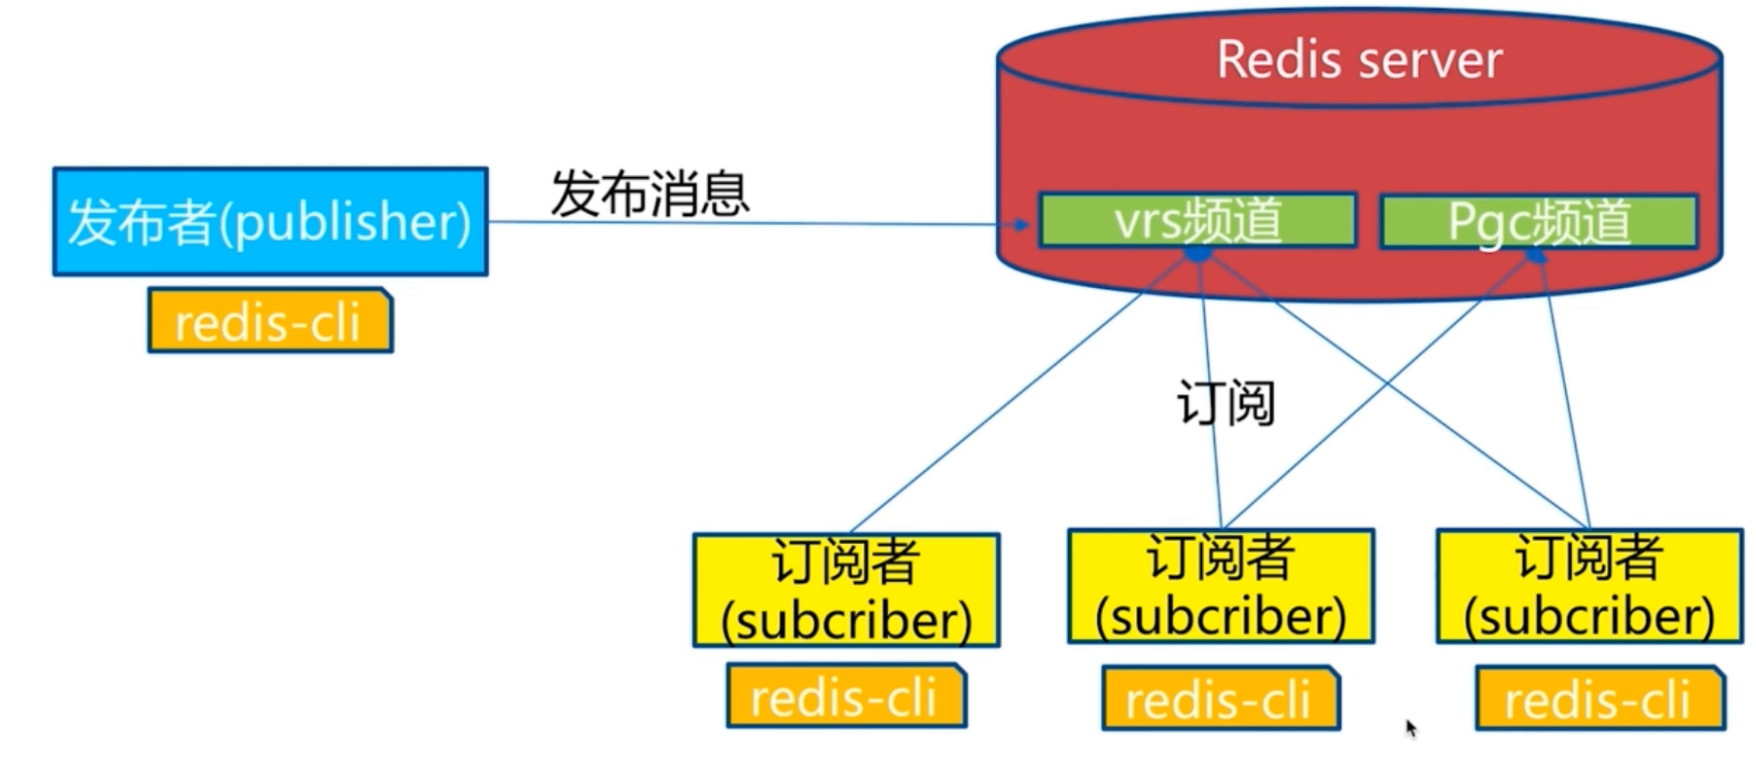 Redis server
发布者(publisher)
发布消息
vrs频道
Pgc频道
redis-cli
订阅
订阅者
(subcriber)
订阅者
(subcriber)
订阅者
(subcriber)
redis-cli
redis-cli
redis-cli